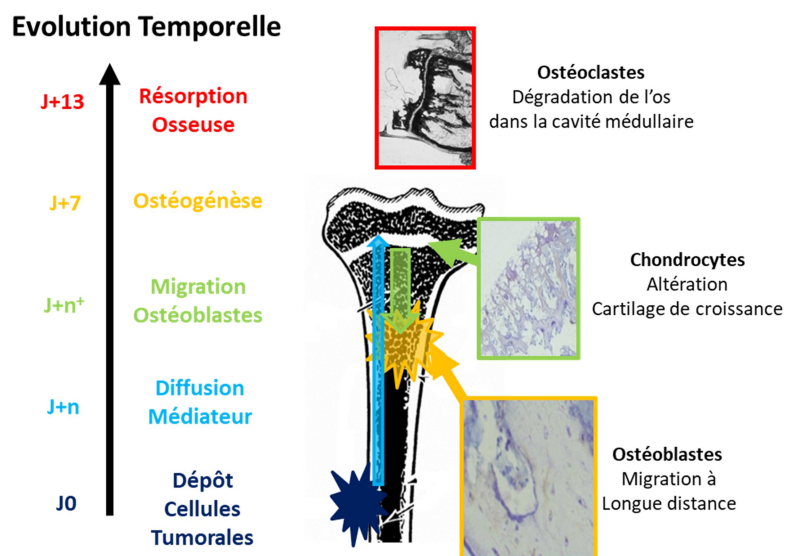 Evolution Temporelle
J+13
Résorption
Osseuse
J+7
Ostéogénèse
J+n⁺
Migration
Ostéoblastes
J+n
Diffusion
Médiateur
J0
Dépôt
Cellules
Tumorales
Ostéoclastes
Dégradation de l’os
dans la cavité médullaire
Chondrocytes
Altération
Cartilage de croissance
Ostéoblastes
Migration à
Longue distance